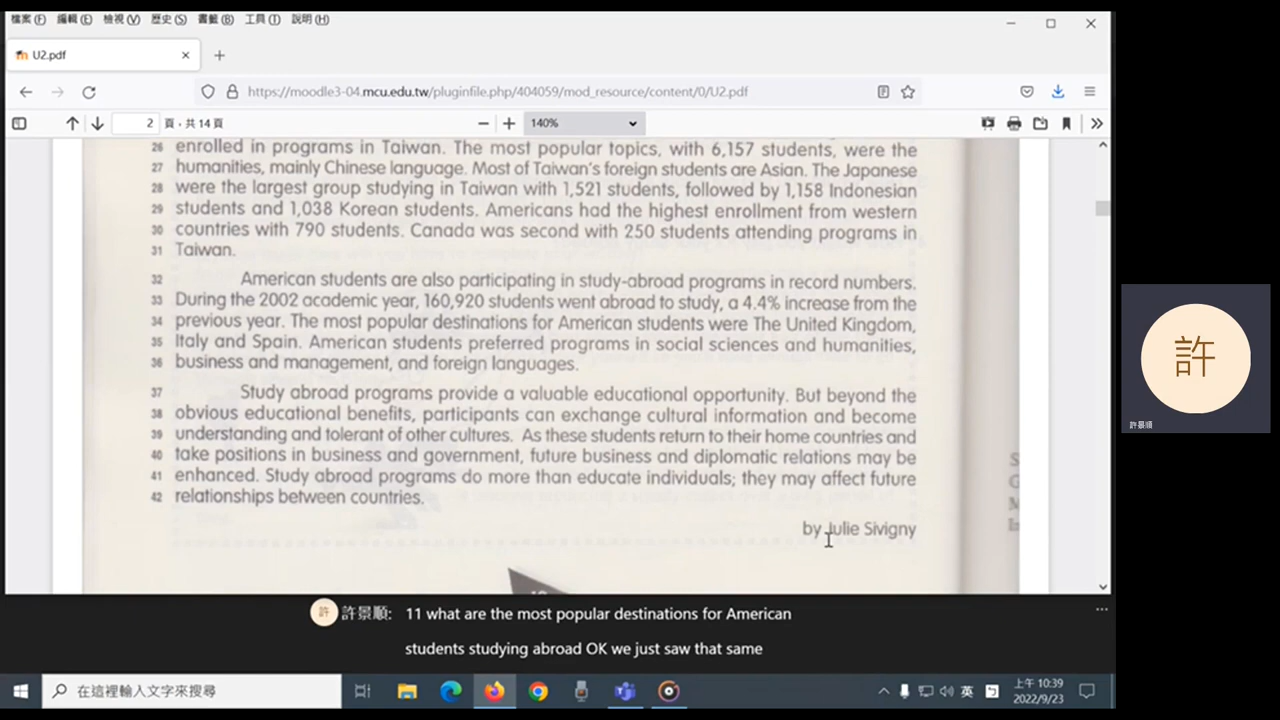 檔案(F) 編輯(E) 檢視(V) 歷史(S) 書籤(B) 工具(T) 說明(H)
U2.pdf
https://moodle3-04.mcu.edu.tw/pluginfile.php/404059/mod_resource/content/0/U2.pdf
2 頁，共 14 頁 140%
26 enrolled in programs in Taiwan. The most popular topics, with 6,157 students, were the
27 humanities, mainly Chinese language. Most of Taiwan's foreign students are Asian. The Japanese
28 were the largest group studying in Taiwan with 1,521 students, followed by 1,158 Indonesian
29 students and 1,038 Korean students. Americans had the highest enrollment from western
30 countries with 790 students. Canada was second with 250 students attending programs in
31 Taiwan.
32 American students are also participating in study-abroad programs in record numbers.
33 During the 2002 academic year, 160,920 students went abroad to study, a 4.4% increase from the
34 previous year. The most popular destinations for American students were The United Kingdom,
35 Italy and Spain. American students preferred programs in social sciences and humanities,
36 business and management, and foreign languages.
37 Study abroad programs provide a valuable educational opportunity. But beyond the
38 obvious educational benefits, participants can exchange cultural information and become
39 understanding and tolerant of other cultures. As these students return to their home countries and
40 take positions in business and government, future business and diplomatic relations may be
41 enhanced. Study abroad programs do more than educate individuals; they may affect future
42 relationships between countries.
by Julie Sivigny
許
許景順
許 許景順: 11 what are the most popular destinations for American
students studying abroad OK we just saw that same
在這裡輸入文字來搜尋
英
上午 10:39
2022/9/23